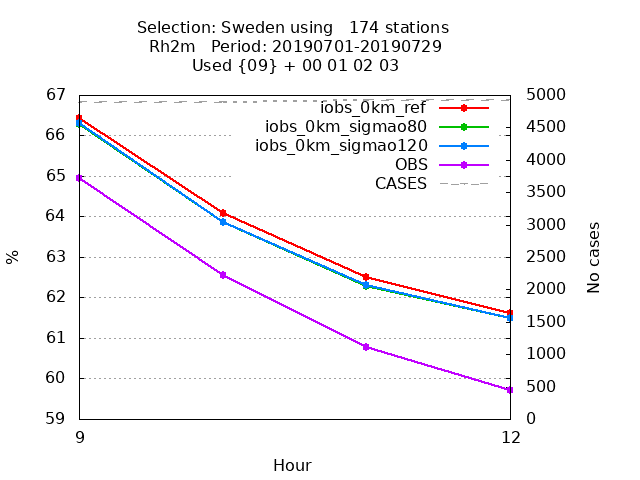 Selection: Sweden using   174 stations
Rh2m   Period: 20190701-20190729
Used {09} + 00 01 02 03
67
66
65
64
63
62
61
60
59
%
5000
4500
4000
3500
3000
2500
2000
1500
1000
500
0
No cases
iobs_0km_ref
iobs_0km_sigmao80
iobs_0km_sigmao120
OBS
CASES
9
12
Hour